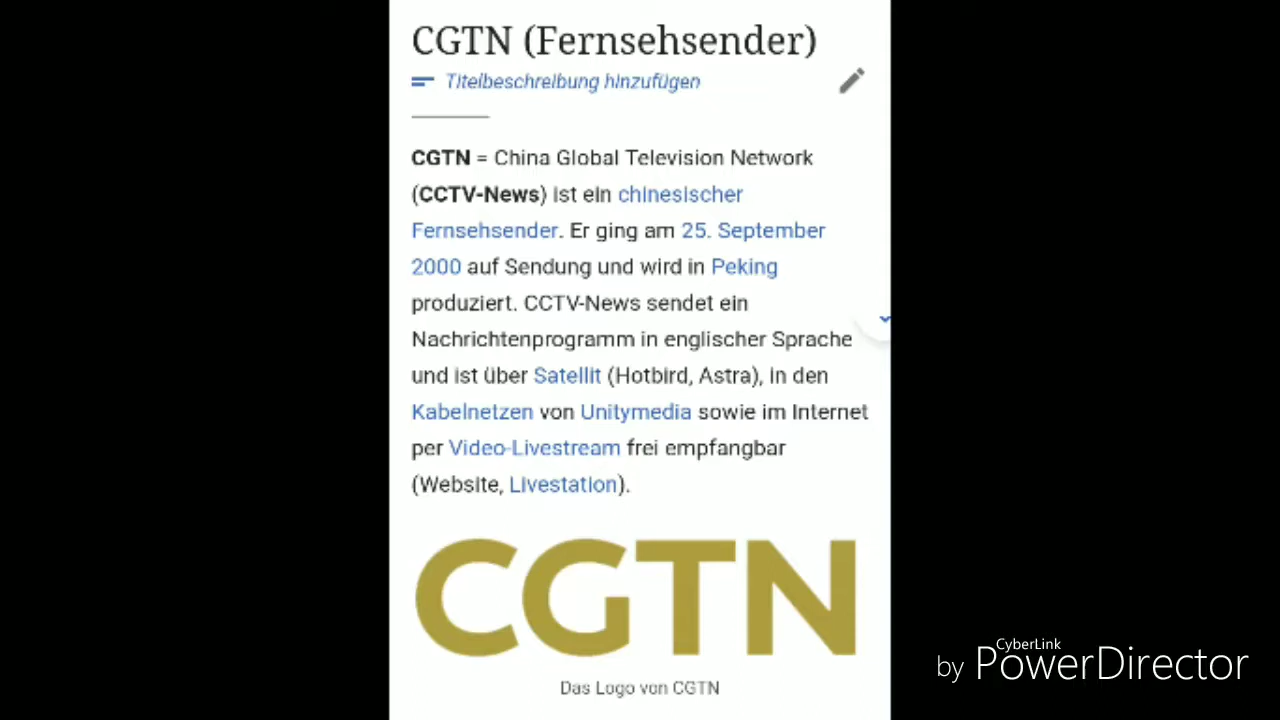 CGTN (Fernsehsender)
Titelbeschreibung hinzufügen
CGTN = China Global Television Network
(CCTV-News) ist ein chinesischer
Fernsehsender. Er ging am 25. September
2000 auf Sendung und wird in Peking
produziert. CCTV-News sendet ein
Nachrichtenprogramm in englischer Sprache
und ist über Satellit (Hotbird, Astra), in den
Kabelnetzen von Unitymedia sowie im Internet
per Video-Livestream frei empfangbar
(Website, Livestation).
CGTN
Das Logo von CGTN
CyberLink
by PowerDirector